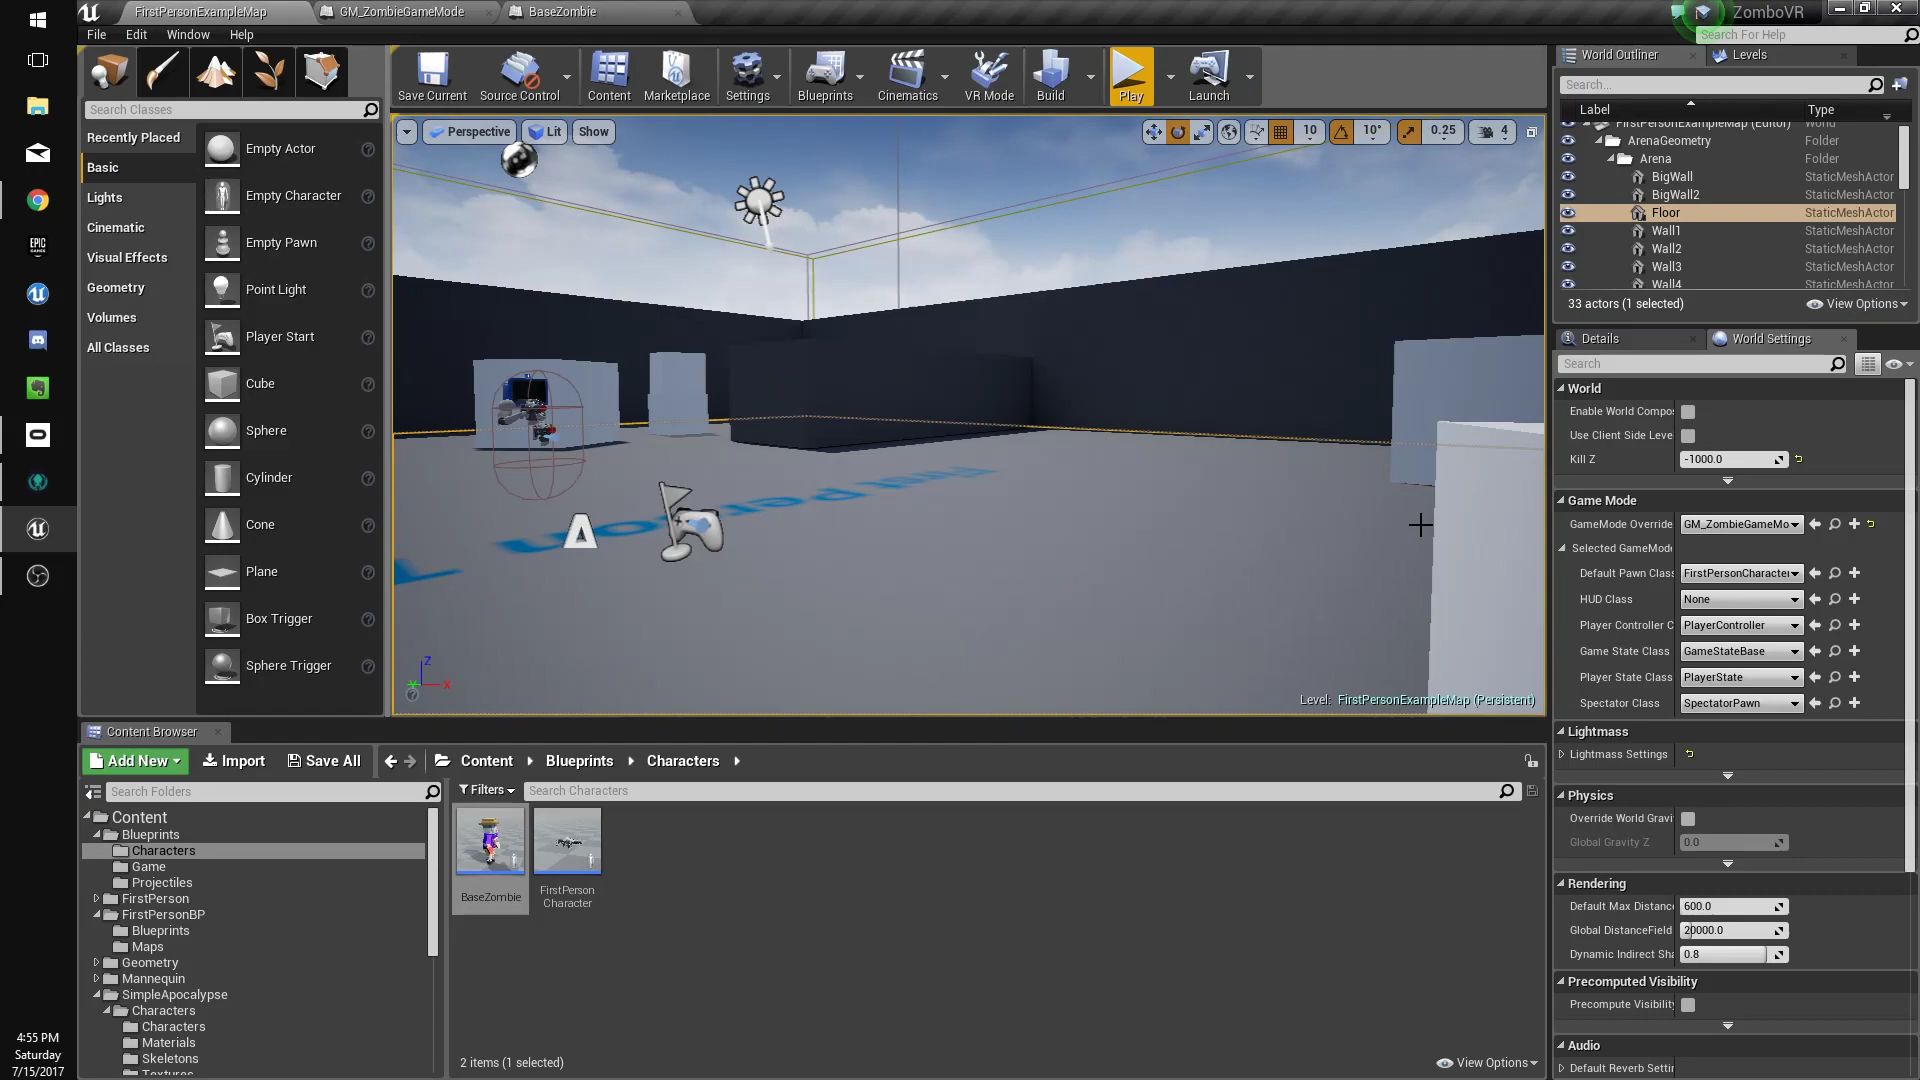 FirstPersonExampleMap
GM_ZombieGameMode
BaseZombie
ZomboVR
File Edit Window Help
Search For Help
Save Current
Source Control
Content
Marketplace
Settings
Blueprints
Cinematics
VR Mode
Build
Play
Launch
Search Classes
Recently Placed
Basic
Lights
Cinematic
Visual Effects
Geometry
Volumes
All Classes
Empty Actor
Empty Character
Empty Pawn
Point Light
Player Start
Cube
Sphere
Cylinder
Cone
Plane
Box Trigger
Sphere Trigger
Perspective
Lit
Show
10
10°
0.25
4
Z
X
Level: FirstPersonExampleMap (Persistent)
World Outliner
Levels
Search...
Label Type
FirstPersonExampleMap (Editor) World
ArenaGeometry Folder
Arena Folder
BigWall StaticMeshActor
BigWall2 StaticMeshActor
Floor StaticMeshActor
Wall1 StaticMeshActor
Wall2 StaticMeshActor
Wall3 StaticMeshActor
Wall4 StaticMeshActor
33 actors (1 selected)
View Options
Details
World Settings
Search
World
Enable World Compos
Use Client Side Leve
Kill Z -1000.0
Game Mode
GameMode Override GM_ZombieGameMo
Selected GameMode
Default Pawn Class FirstPersonCharacter
HUD Class None
Player Controller C PlayerController
Game State Class GameStateBase
Player State Class PlayerState
Spectator Class SpectatorPawn
Lightmass
Lightmass Settings
Physics
Override World Gravi
Global Gravity Z 0.0
Rendering
Default Max Distance 600.0
Global DistanceField 20000.0
Dynamic Indirect Sha 0.8
Precomputed Visibility
Precompute Visibility
Audio
Default Reverb Settin
Content Browser
Add New
Import
Save All
Content
Blueprints
Characters
Search Folders
Filters
Search Characters
Content
Blueprints
Characters
Game
Projectiles
FirstPerson
FirstPersonBP
Blueprints
Maps
Geometry
Mannequin
SimpleApocalypse
Characters
Characters
Materials
Skeletons
Textures
BaseZombie
FirstPerson
Character
2 items (1 selected)
View Options
EPIC
GAMES
4:55 PM
Saturday
7/15/2017